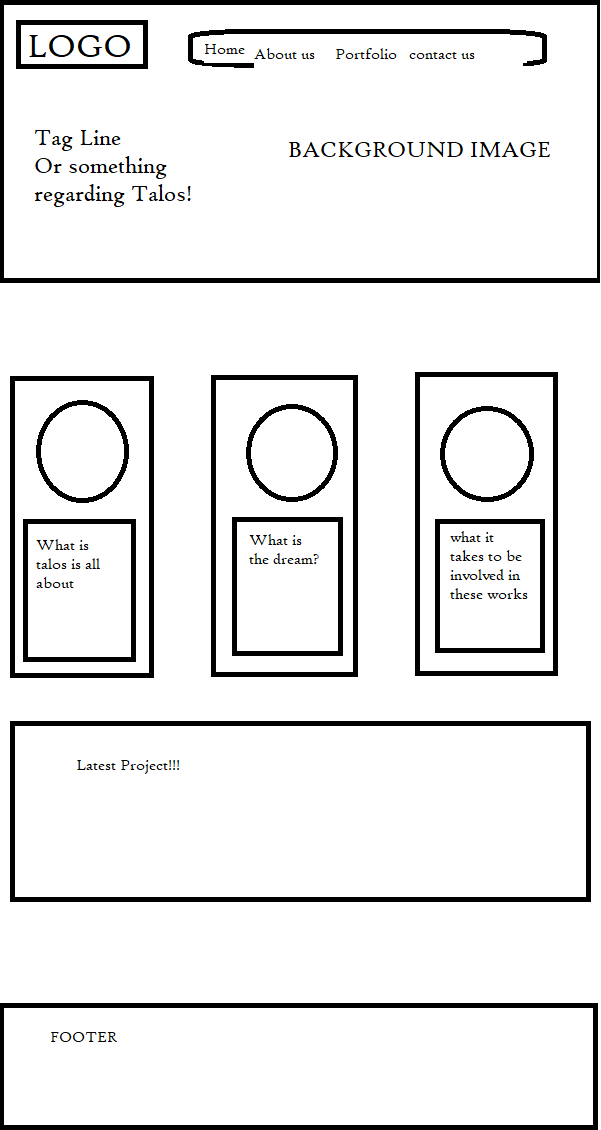 LOGO
Home About us Portfolio contact us
Tag Line
Or something
regarding Talos!
BACKGROUND IMAGE
What is
talos is all
about
What is
the dream?
what it
takes to be
involved in
these works
Latest Project!!!
FOOTER